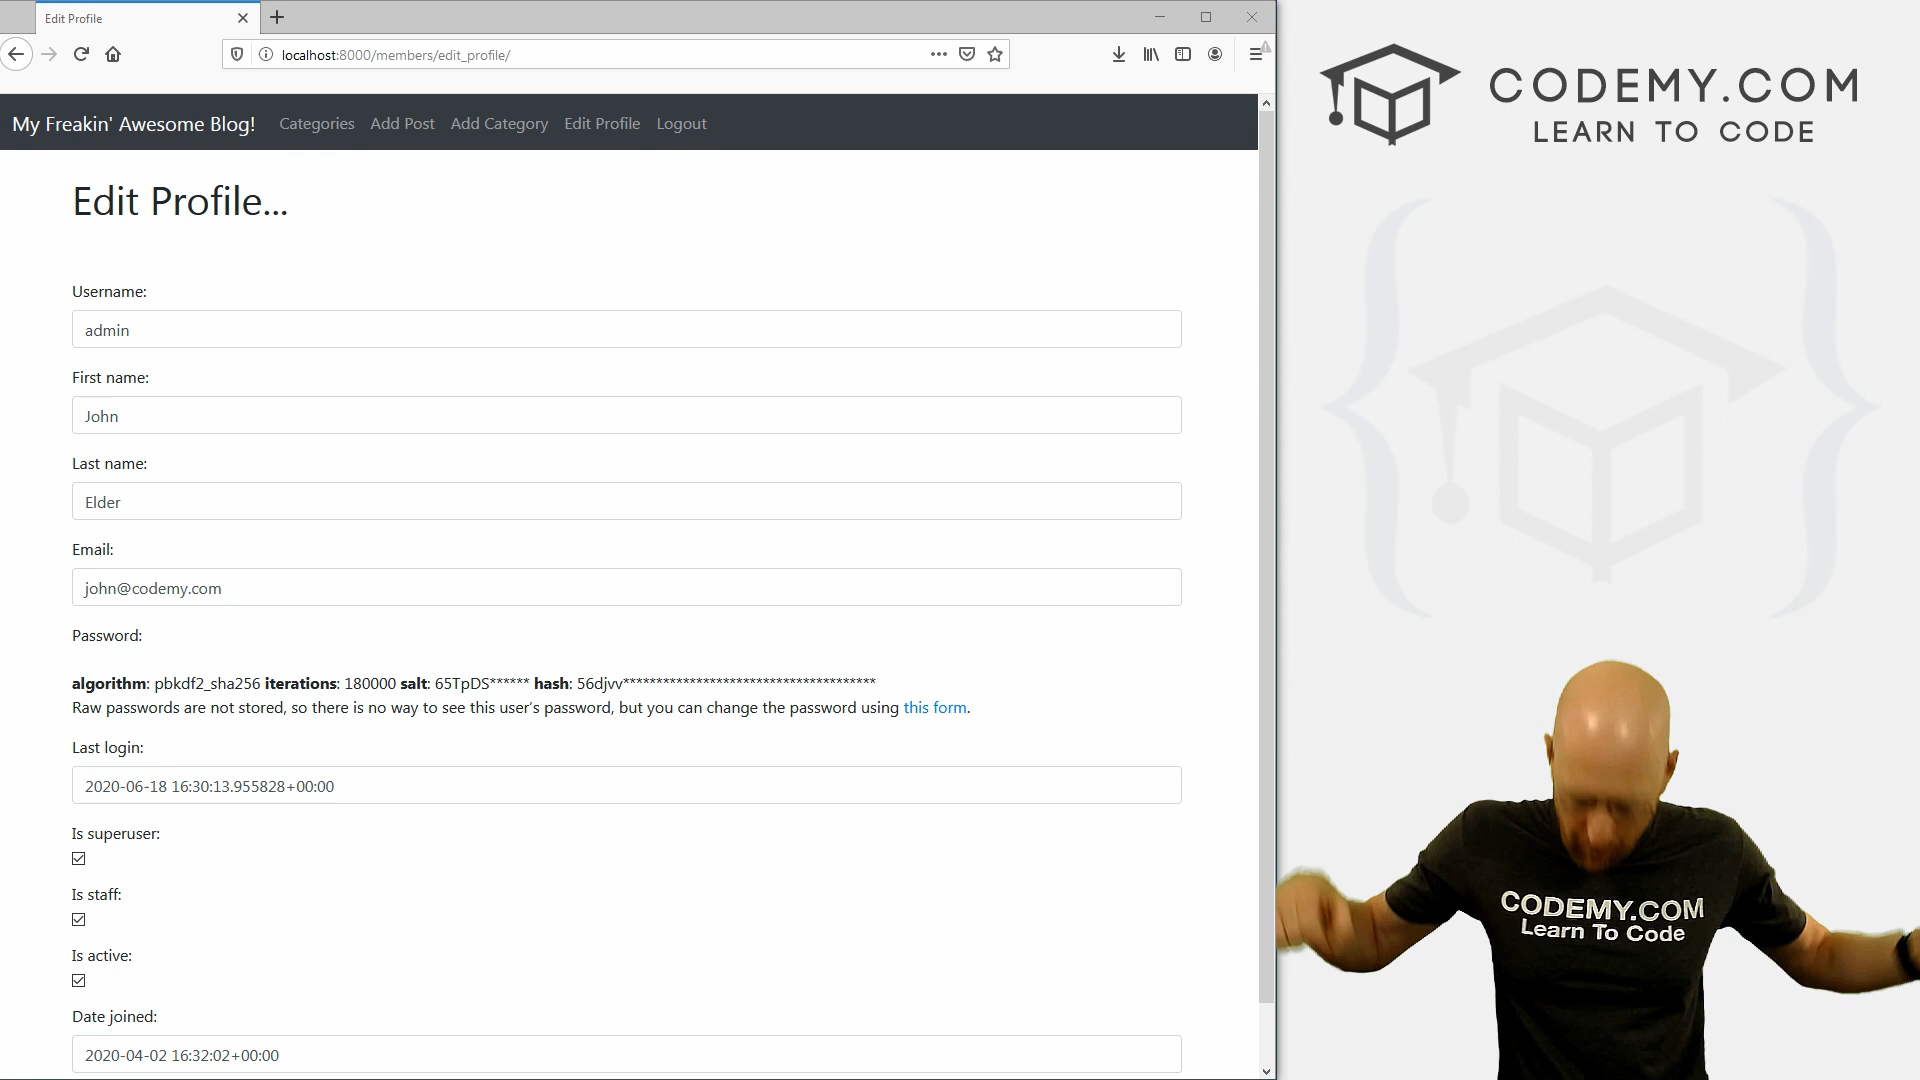 Edit Profile
localhost:8000/members/edit_profile/
My Freakin' Awesome Blog! Categories Add Post Add Category Edit Profile Logout
Edit Profile...
Username:
admin
First name:
John
Last name:
Elder
Email:
john@codemy.com
Password:
algorithm: pbkdf2_sha256 iterations: 180000 salt: 65TpDS****** hash: 56djvv**************************************
Raw passwords are not stored, so there is no way to see this user's password, but you can change the password using this form.
Last login:
2020-06-18 16:30:13.955828+00:00
Is superuser:
Is staff:
Is active:
Date joined:
2020-04-02 16:32:02+00:00
CODEMY.COM
LEARN TO CODE
CODEMY.COM
Learn To Code